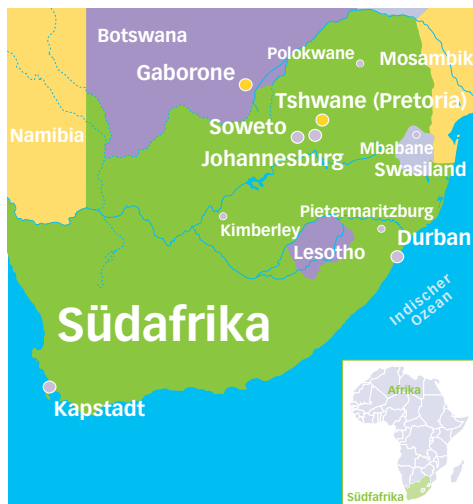 Botswana
Polokwane
Mosambik
Gaborone
Tshwane (Pretoria)
Namibia
Soweto
Johannesburg
Mbabane
Swasiland
Pietermaritzburg
Kimberley
Durban
Lesotho
Indischer
Ozean
Südafrika
Kapstadt
Afrika
Südfafrika